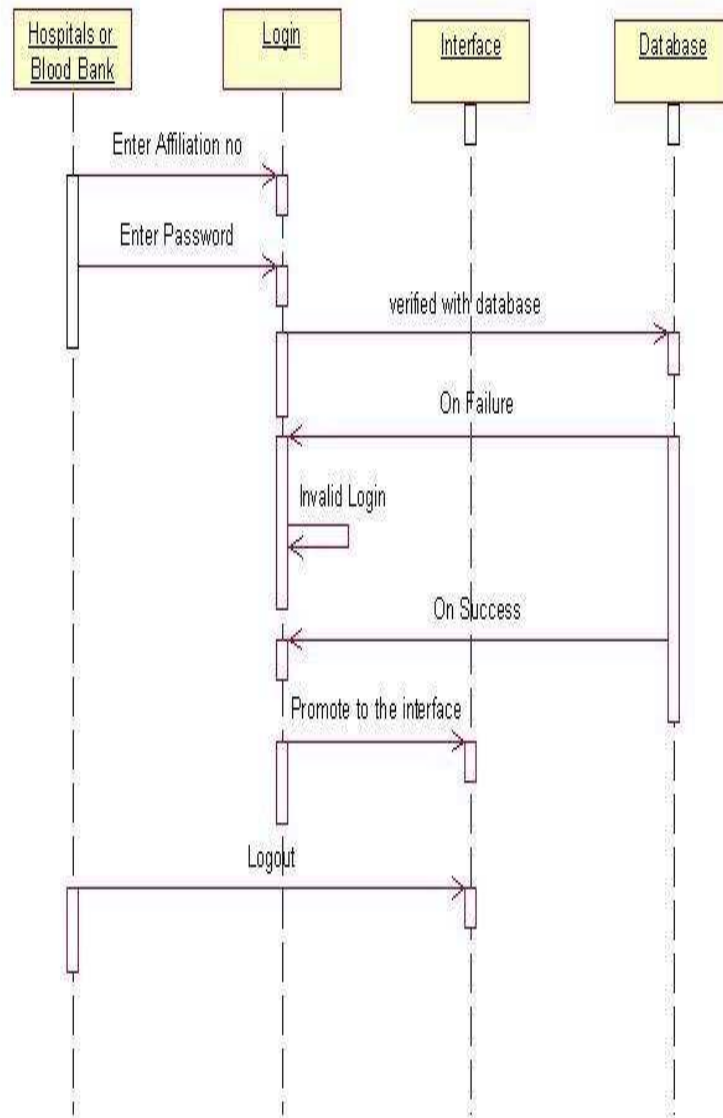 Hospitals or
Blood Bank
Login
Interface
Database
Enter Affiliation no
Enter Password
verified with database
On Failure
Invalid Login
On Success
Promote to the interface
Logout